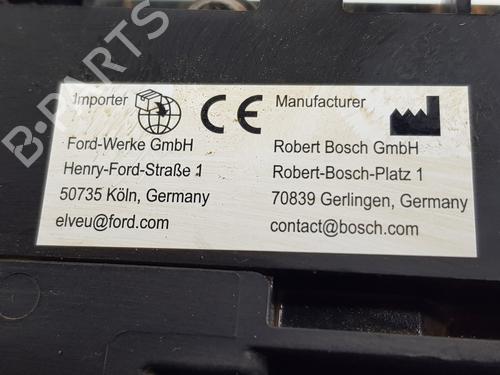 B-PARTS
Importer
CE
Ford-Werke GmbH
Henry-Ford-Straße 1
50735 Köln, Germany
elveu@ford.com
Manufacturer
Robert Bosch GmbH
Robert-Bosch-Platz 1
70839 Gerlingen, Germany
contact@bosch.com